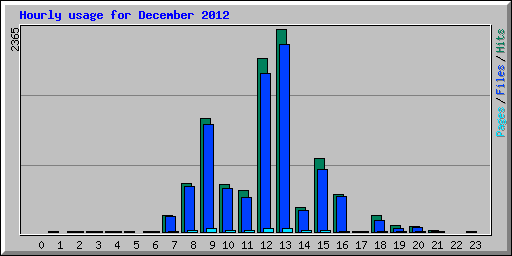 Hourly usage for December 2012
2365
Pages/Files/Hits
0 1 2 3 4 5 6 7 8 9 10 11 12 13 14 15 16 17 18 19 20 21 22 23